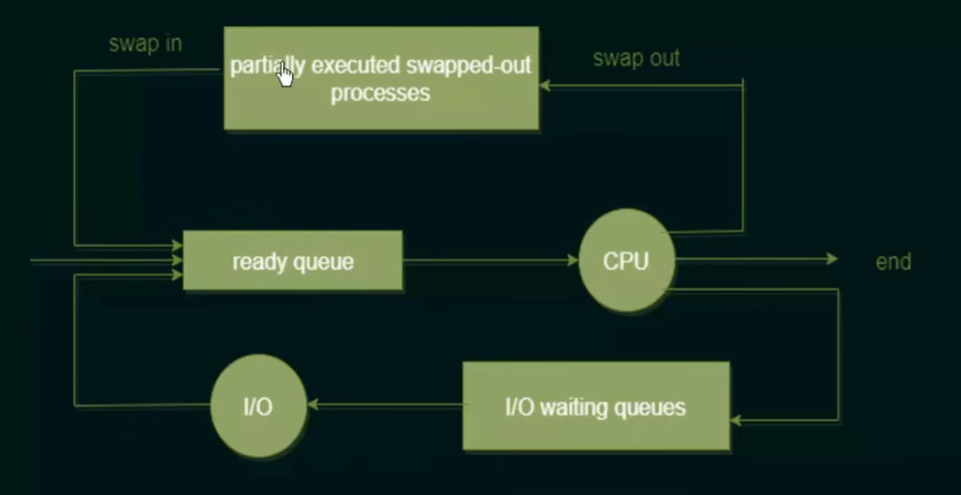 swap in
partially executed swapped-out
processes
swap out
ready queue
CPU
end
I/O
I/O waiting queues